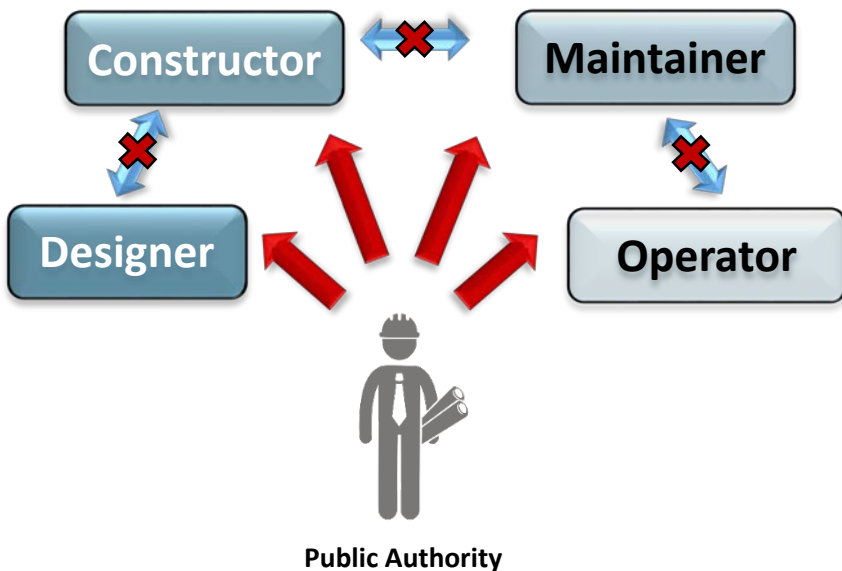 Constructor
Maintainer
Designer
Operator
Public Authority